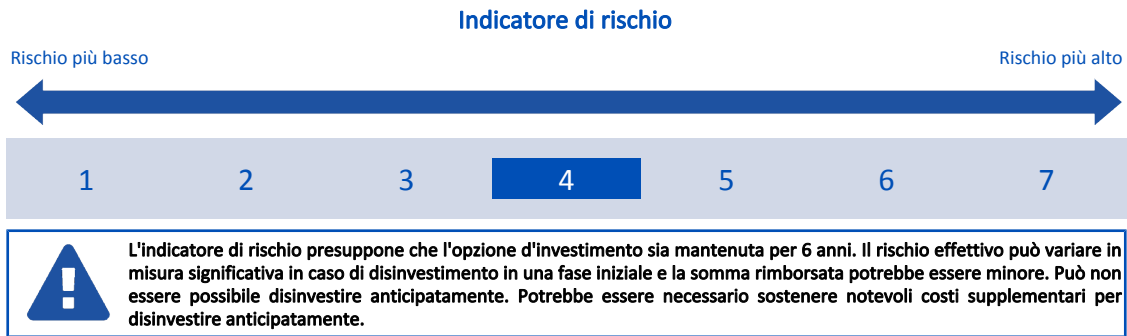 Indicatore di rischio
Rischio più basso
Rischio più alto
1 2 3 4 5 6 7
L'indicatore di rischio presuppone che l'opzione d'investimento sia mantenuta per 6 anni. Il rischio effettivo può variare in
misura significativa in caso di disinvestimento in una fase iniziale e la somma rimborsata potrebbe essere minore. Può non
essere possibile disinvestire anticipatamente. Potrebbe essere necessario sostenere notevoli costi supplementari per
disinvestire anticipatamente.